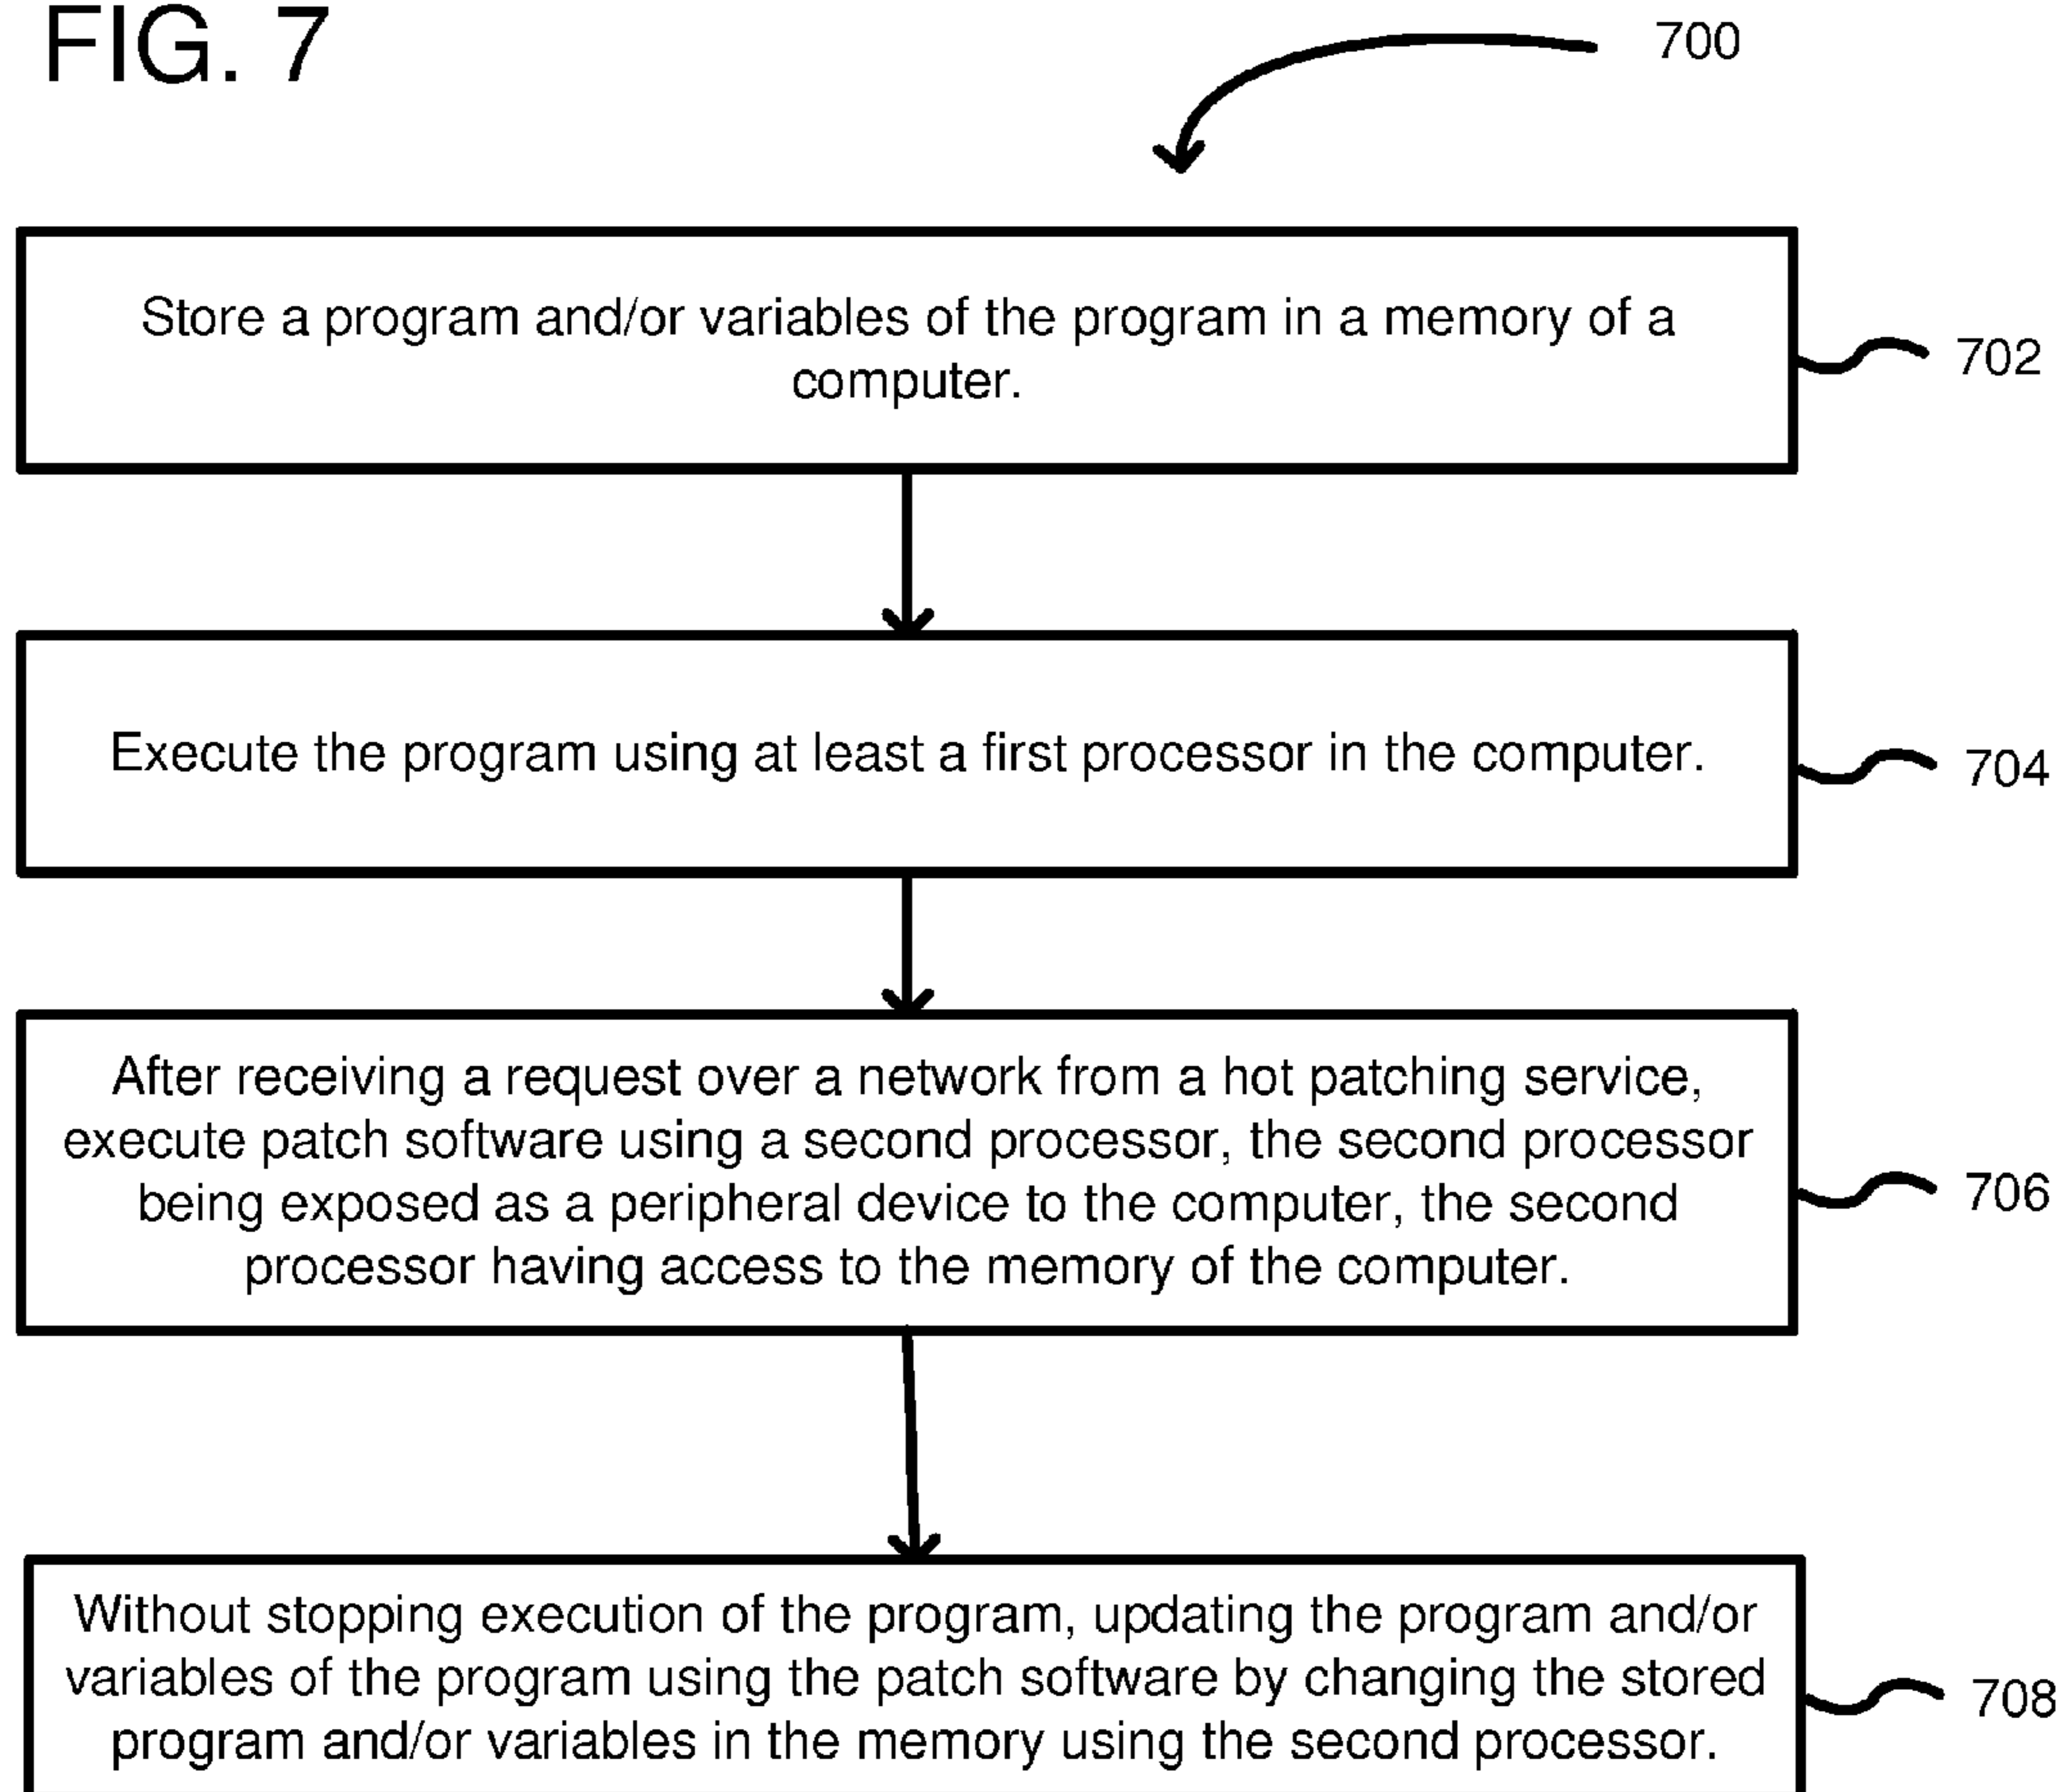 FIG. 7
700
Store a program and/or variables of the program in a memory of a
computer.
702
Execute the program using at least a first processor in the computer.
704
After receiving a request over a network from a hot patching service,
execute patch software using a second processor, the second processor
being exposed as a peripheral device to the computer, the second
processor having access to the memory of the computer.
706
Without stopping execution of the program, updating the program and/or
variables of the program using the patch software by changing the stored
program and/or variables in the memory using the second processor.
708